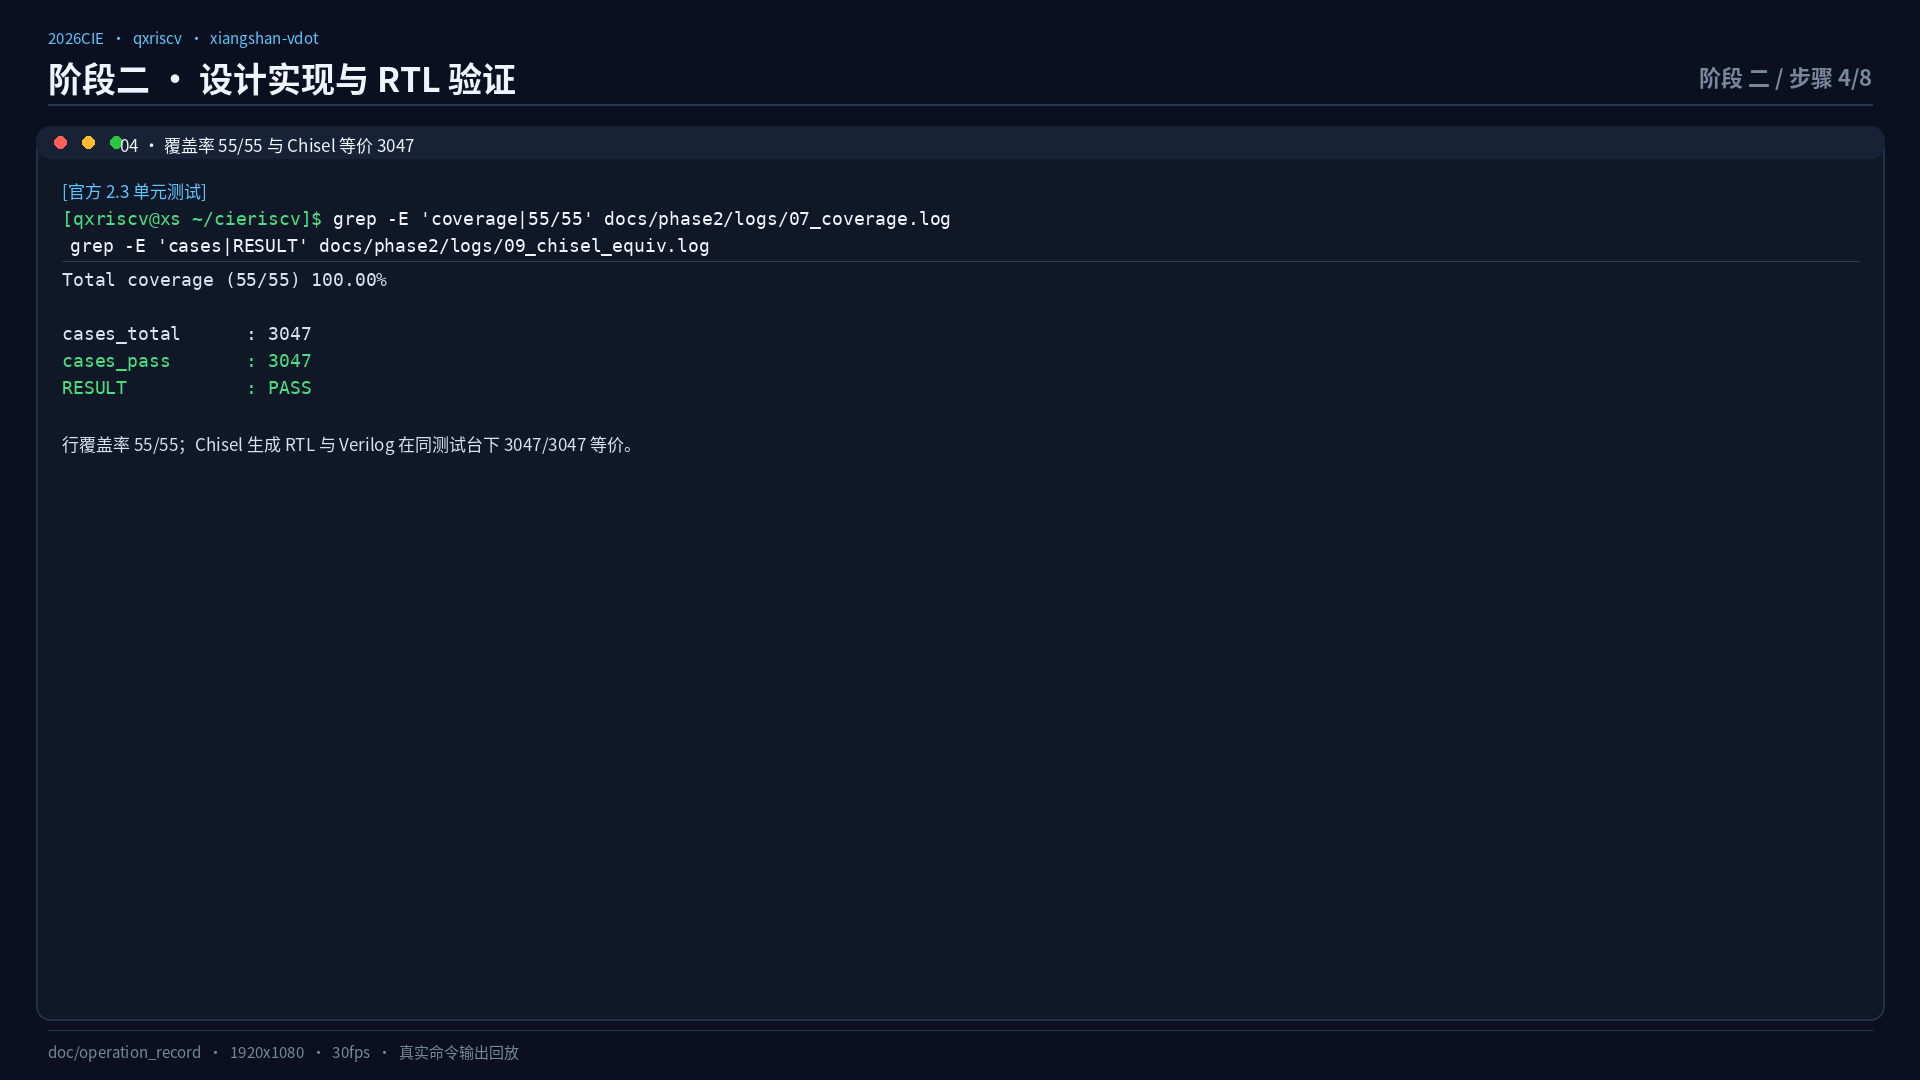 2026CIE · qxriscv · xiangshan-vdot
阶段二 · 设计实现与 RTL 验证
阶段 二 / 步骤 4/8
04 · 覆盖率 55/55 与 Chisel 等价 3047
[官方 2.3 单元测试]
[qxriscv@xs ~/cieriscv]$ grep -E 'coverage|55/55' docs/phase2/logs/07_coverage.log
grep -E 'cases|RESULT' docs/phase2/logs/09_chisel_equiv.log
Total coverage (55/55) 100.00%
cases_total : 3047
cases_pass : 3047
RESULT : PASS
行覆盖率 55/55；Chisel 生成 RTL 与 Verilog 在同测试台下 3047/3047 等价。
doc/operation_record · 1920x1080 · 30fps · 真实命令输出回放